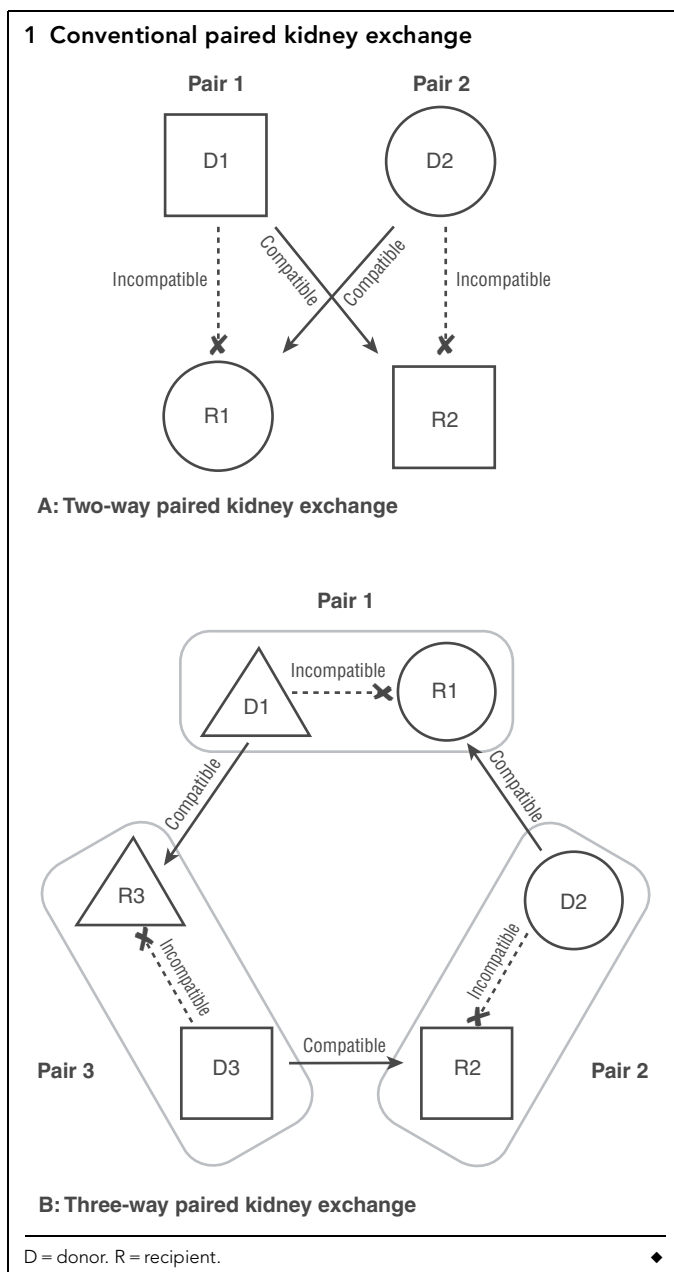 1 Conventional paired kidney exchange
Pair 1 Pair 2
D1 D2
Incompatible Compatible Compatible Incompatible
R1 R2
A: Two-way paired kidney exchange
Pair 1
Incompatible
D1 R1
Compatible Compatible
R3 D2
Incompatible Incompatible
Compatible
Pair 3 D3 R2 Pair 2
B: Three-way paired kidney exchange
D = donor. R = recipient. ◆